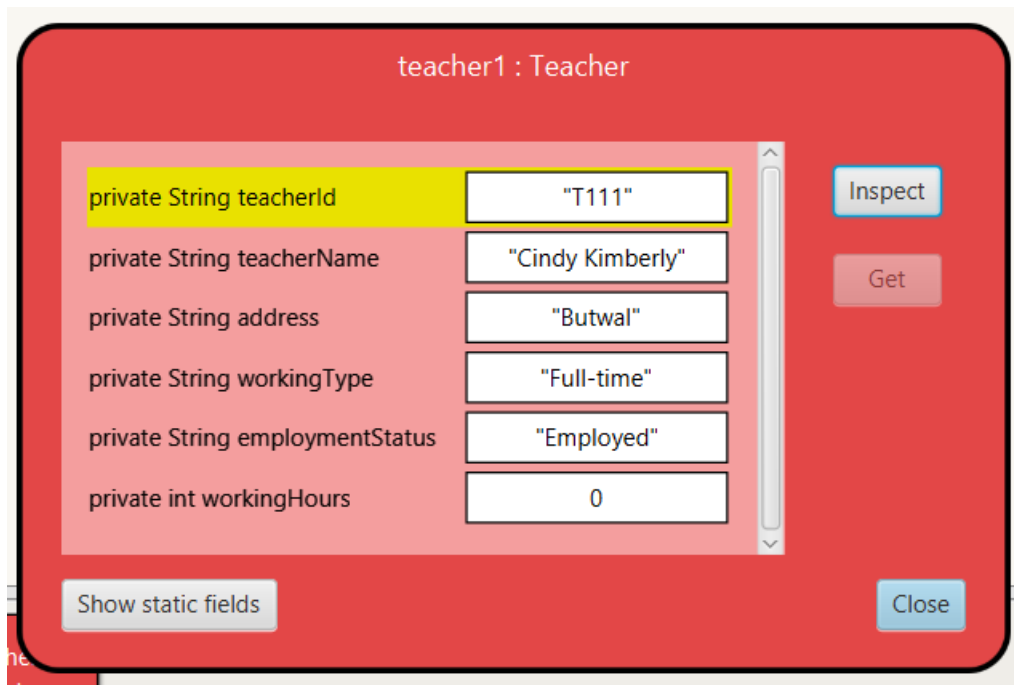 teacher1 : Teacher
private String teacherId "T111"
private String teacherName "Cindy Kimberly"
private String address "Butwal"
private String workingType "Full-time"
private String employmentStatus "Employed"
private int workingHours 0
Inspect
Get
Show static fields
Close